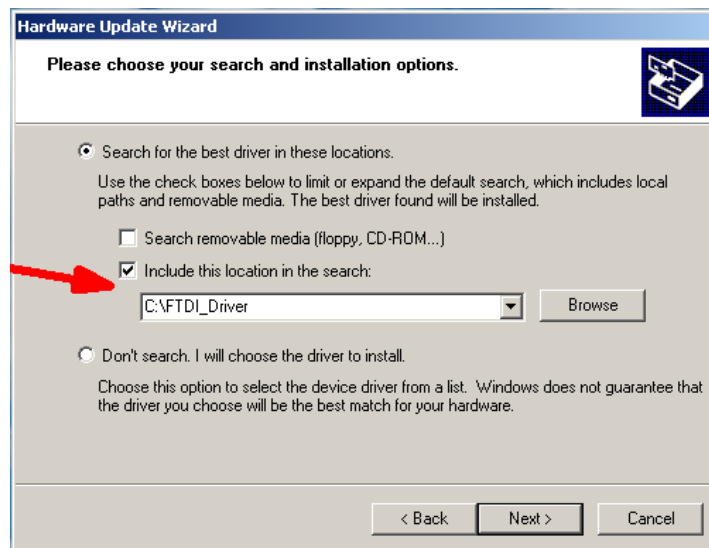 Hardware Update Wizard
Please choose your search and installation options.
Search for the best driver in these locations.
Use the check boxes below to limit or expand the default search, which includes local
paths and removable media. The best driver found will be installed.
Search removable media (floppy, CD-ROM...)
Include this location in the search:
C:\FTDI_Driver
Browse
Don't search. I will choose the driver to install.
Choose this option to select the device driver from a list.  Windows does not guarantee that
the driver you choose will be the best match for your hardware.
< Back
Next >
Cancel